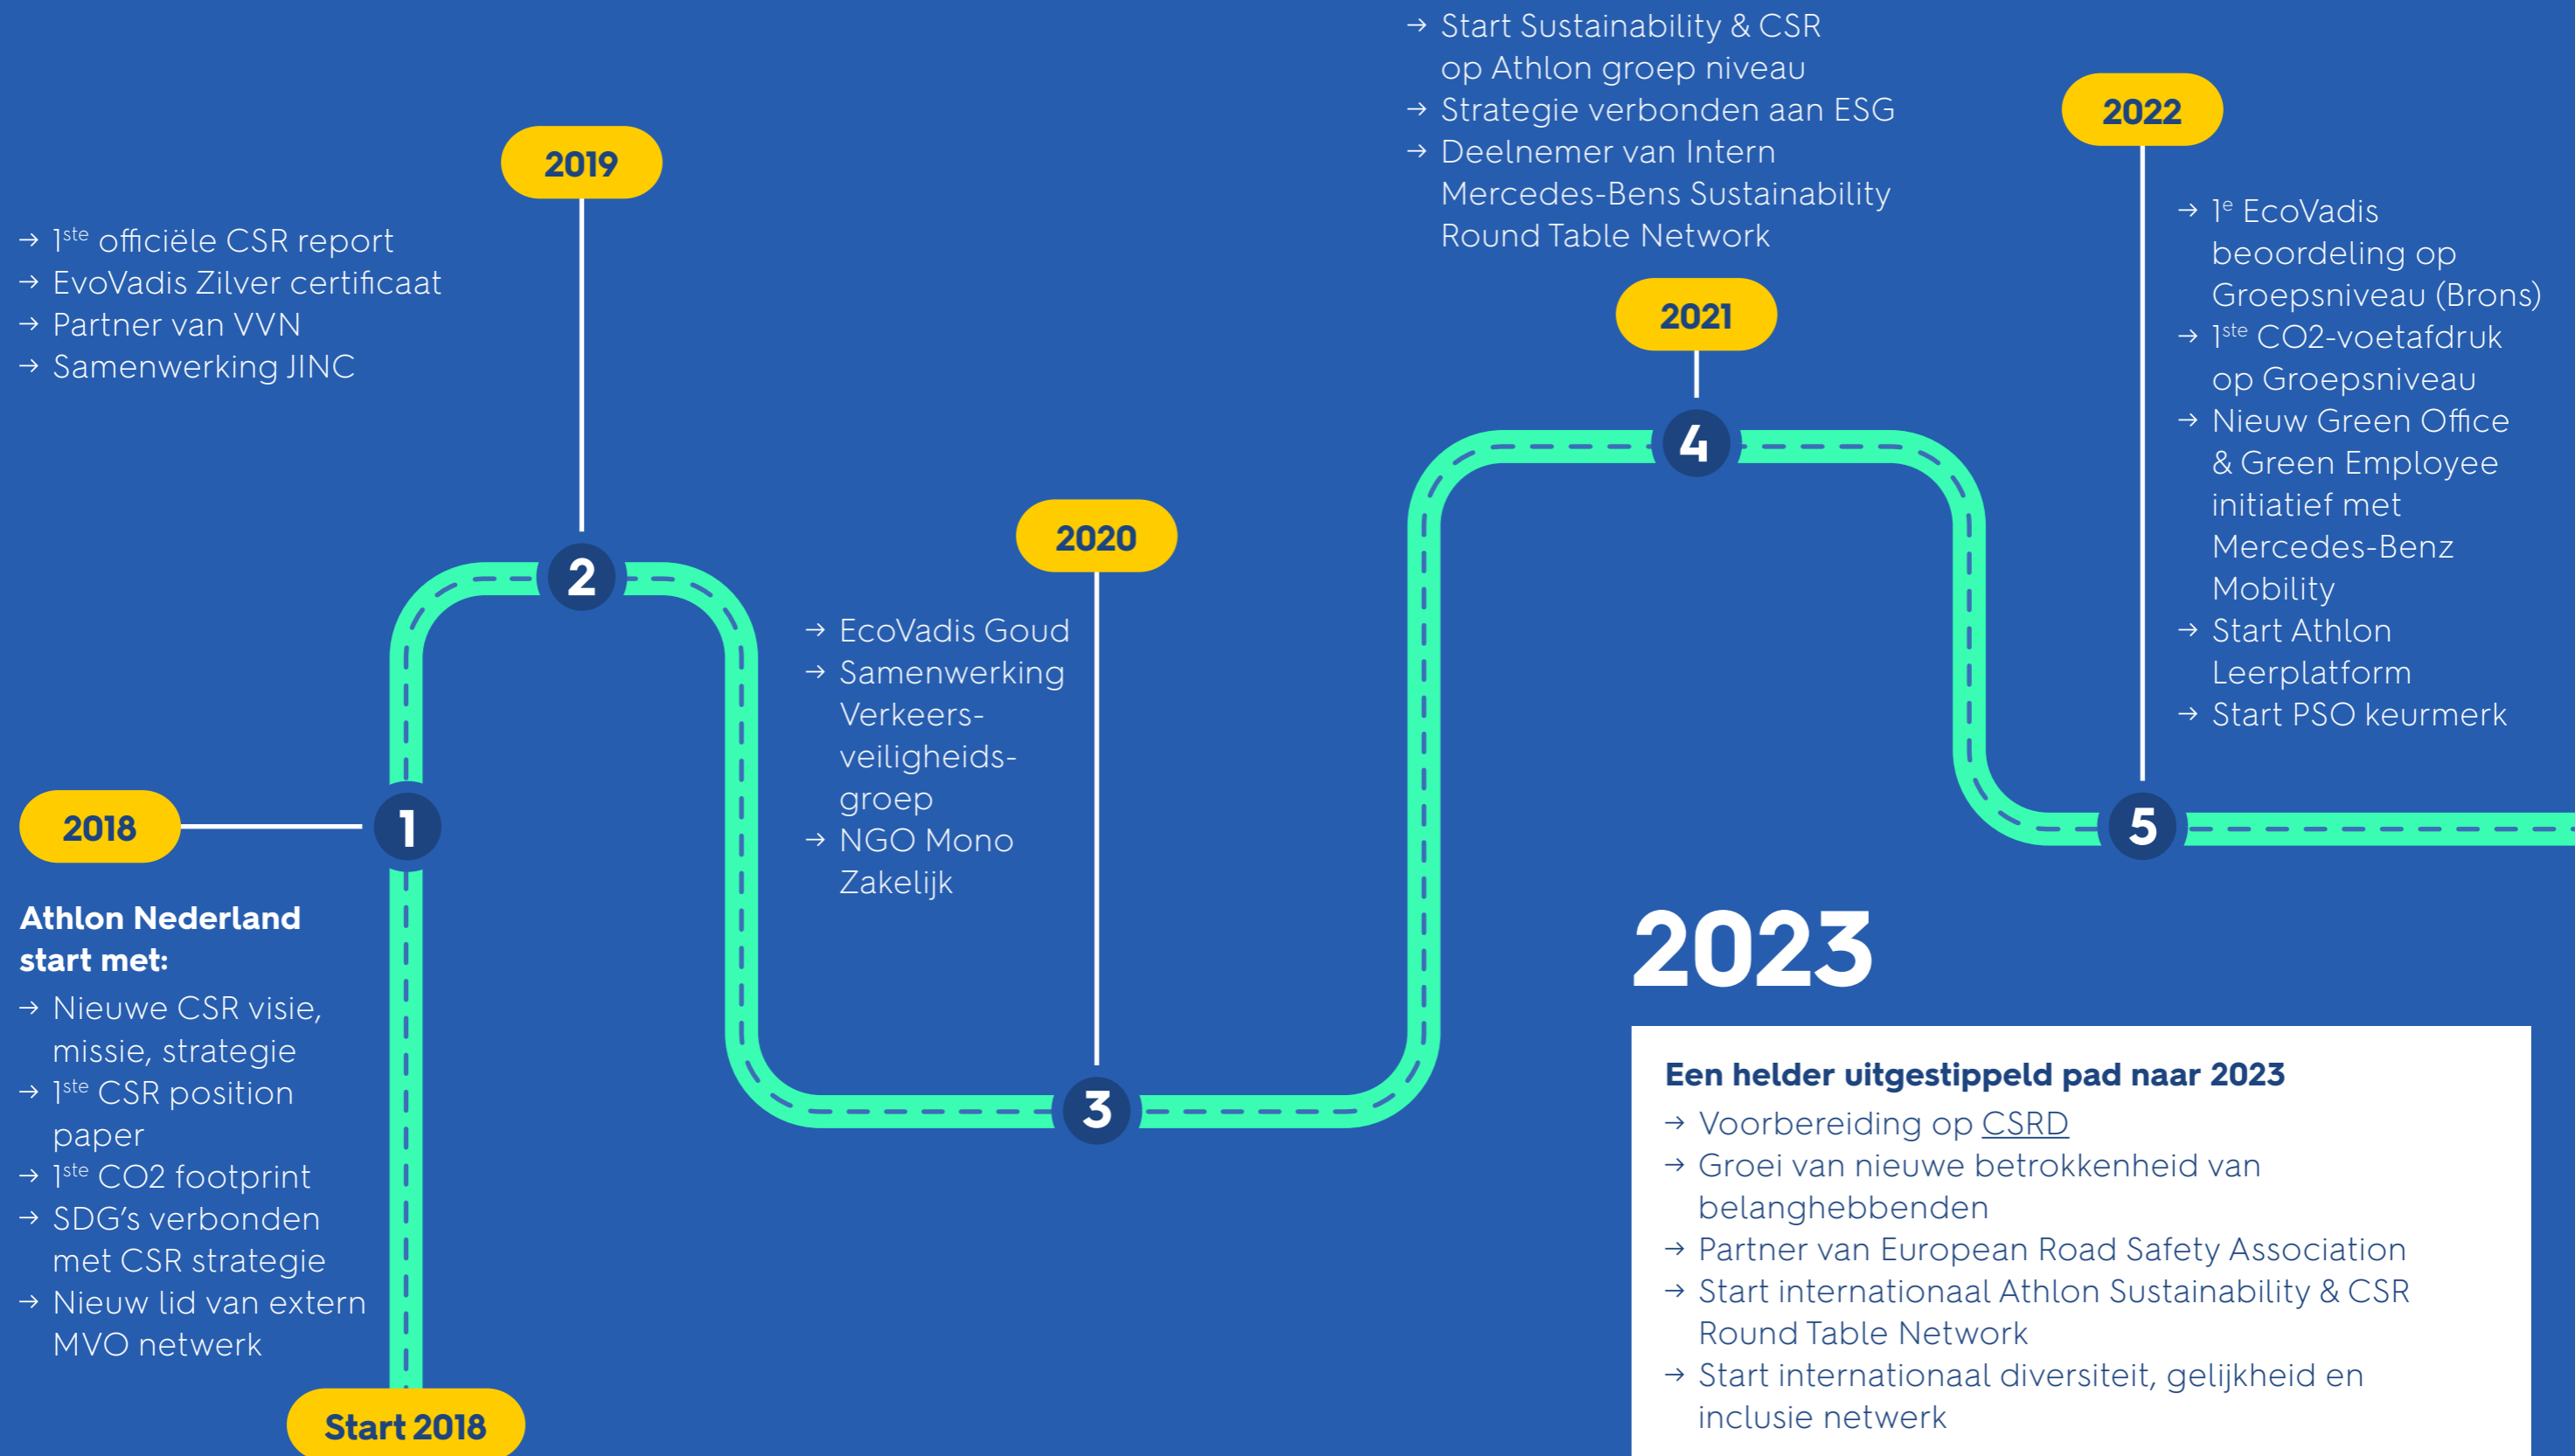 2018
1
Athlon Nederland
start met:
→ Nieuwe CSR visie,
missie, strategie
→ 1ste CSR position
paper
→ 1ste CO2 footprint
→ SDG's verbonden
met CSR strategie
→ Nieuw lid van extern
MVO netwerk
Start 2018
2019
→ 1ste officiële CSR report
→ EvoVadis Zilver certificaat
→ Partner van VVN
→ Samenwerking JINC
2
2020
→ EcoVadis Goud
→ Samenwerking
Verkeers-
veiligheids-
groep
→ NGO Mono
Zakelijk
3
→ Start Sustainability & CSR
op Athlon groep niveau
→ Strategie verbonden aan ESG
→ Deelnemer van Intern
Mercedes-Bens Sustainability
Round Table Network
2021
4
2022
→ 1e EcoVadis
beoordeling op
Groepsniveau (Brons)
→ 1ste CO2-voetafdruk
op Groepsniveau
→ Nieuw Green Office
& Green Employee
initiatief met
Mercedes-Benz
Mobility
→ Start Athlon
Leerplatform
→ Start PSO keurmerk
5
2023
Een helder uitgestippeld pad naar 2023
→ Voorbereiding op CSRD
→ Groei van nieuwe betrokkenheid van
belanghebbenden
→ Partner van European Road Safety Association
→ Start internationaal Athlon Sustainability & CSR
Round Table Network
→ Start internationaal diversiteit, gelijkheid en
inclusie netwerk